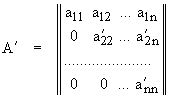 a11 a12 ... a1n
A′ = 0 a′22 ... a′2n
........................
0 0 ... a′nn